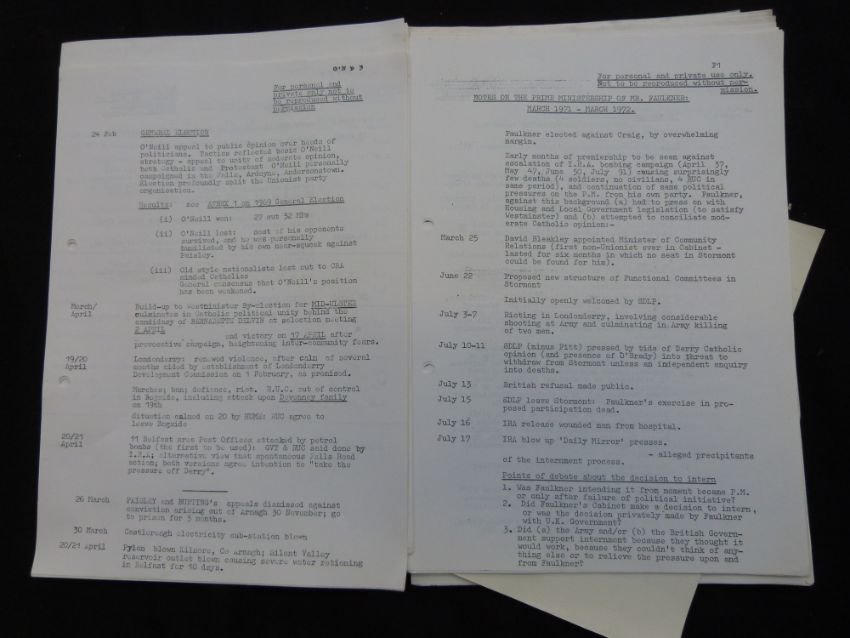 For personal and
private only not to
be reproduced without
permission
24 Feb GENERAL ELECTION
O'Neill appeal to public opinion over heads of
politicians. Tactics reflected basic O'Neill
strategy - appeal to unity of moderate opinion,
both Catholic and Protestant O'Neill personally
campaigned in the Falls, Ardoyne, Andersonstown.
Election profoundly split the Unionist party
organisation.
Results: see ANNEX 1 on 1969 General Election
(i) O'Neill won: 29 out 52 MPs
(ii) O'Neill lost: most of his opponents
survived, and he was personally
humiliated by his own near-squeak against
Paisley.
(iii) Old style nationalists lost out to CRA
minded Catholics
General consensus that O'Neill's position
has been weakened.
March/
April Build-up to Westminister By-election for MID-ULSTER
culminates in Catholic political unity behind the
candidacy of BERNADETTE DEVLIN at selection meeting
2 APRIL
and victory on 17 APRIL after
provocative campaign, heightening inter-community fears.
19/20
April Londonderry: renewed violence, after calm of several
months aided by establishment of Londonderry
Development Commission on 1 February, as promised.
Marches; ban; defiance, riot. R.U.C. out of control
in Bogside, including attack upon Devenney family
on 19th
situation calmed on 20 by HUME: RUC agree to
leave Bogside
20/21
April 11 Belfast area Post Offices attacked by petrol
bombs (the first to be used): GVT & RUC said done by
I.R.A; alternative view that spontaneous Falls Road
action; both versions agree intention to "take the
pressure off Derry".
26 March PAISLEY and BUNTING's appeals dismissed against
conviction arising out of Armagh 30 November; go
to prison for 3 months.
30 March Castlereagh electricity sub-station blown
20/21 April Pylon blown Kilmore, Co Armagh; Silent Valley
reservoir outlet blown causing severe water rationing
in Belfast for 10 days.
F1
For personal and private use only.
Not to be reproduced without per-
mission.
NOTES ON THE PRIME MINISTERSHIP OF MR. FAULKNER:
MARCH 1971 - MARCH 1972.
Faulkner elected against Craig, by overwhelming
margin.
Early months of premiership to be seen against
escalation of I.R.A. bombing campaign (April 37,
May 47, June 50, July 91) causing surprisingly
few deaths (4 soldiers, no civilians, 4 RUC in
same period), and continuation of same political
pressures on the P.M. from his own party. Faulkner,
against this background (a) had to press on with
Housing and Local Government legislation (to satisfy
Westminster) and (b) attempted to conciliate mod-
erate Catholic opinion:-
March 25 David Bleakley appointed Minister of Community
Relations (first non-Unionist ever in Cabinet -
lasted for six months in which no seat in Stormont
could be found for him).
June 22 Proposed new structure of Functional Committees in
Stormont
Initially openly welcomed by SDLP.
July 3-7 Rioting in Londonderry, involving considerable
shooting at Army and culminating in Army killing
of two men.
July 10-11 SDLP (minus Fitt) pressed by tide of Derry Catholic
opinion (and presence of O'Brady) into threats to
withdraw from Stormont unless an independent enquiry
into deaths.
July 13 British refusal made public.
July 15 SDLP leave Stormont: Faulkner's exercise in pro-
posed participation dead.
July 16 IRA release wounded man from hospital.
July 17 IRA blow up 'Daily Mirror' presses.
- alleged precipitants
of the internment process.
Points of debate about the decision to intern
1. Was Faulkner intending it from moment became P.M.
or only after failure of political initiative?
2. Did Faulkner's Cabinet make a decision to intern,
or was the decision privately made by Faulkner
with U.K. Government?
3. Did (a) the Army and/or (b) the British Govern-
ment support internment because they thought it
would work, because they couldn't think of any-
thing else or to relieve the pressure upon and
from Faulkner?